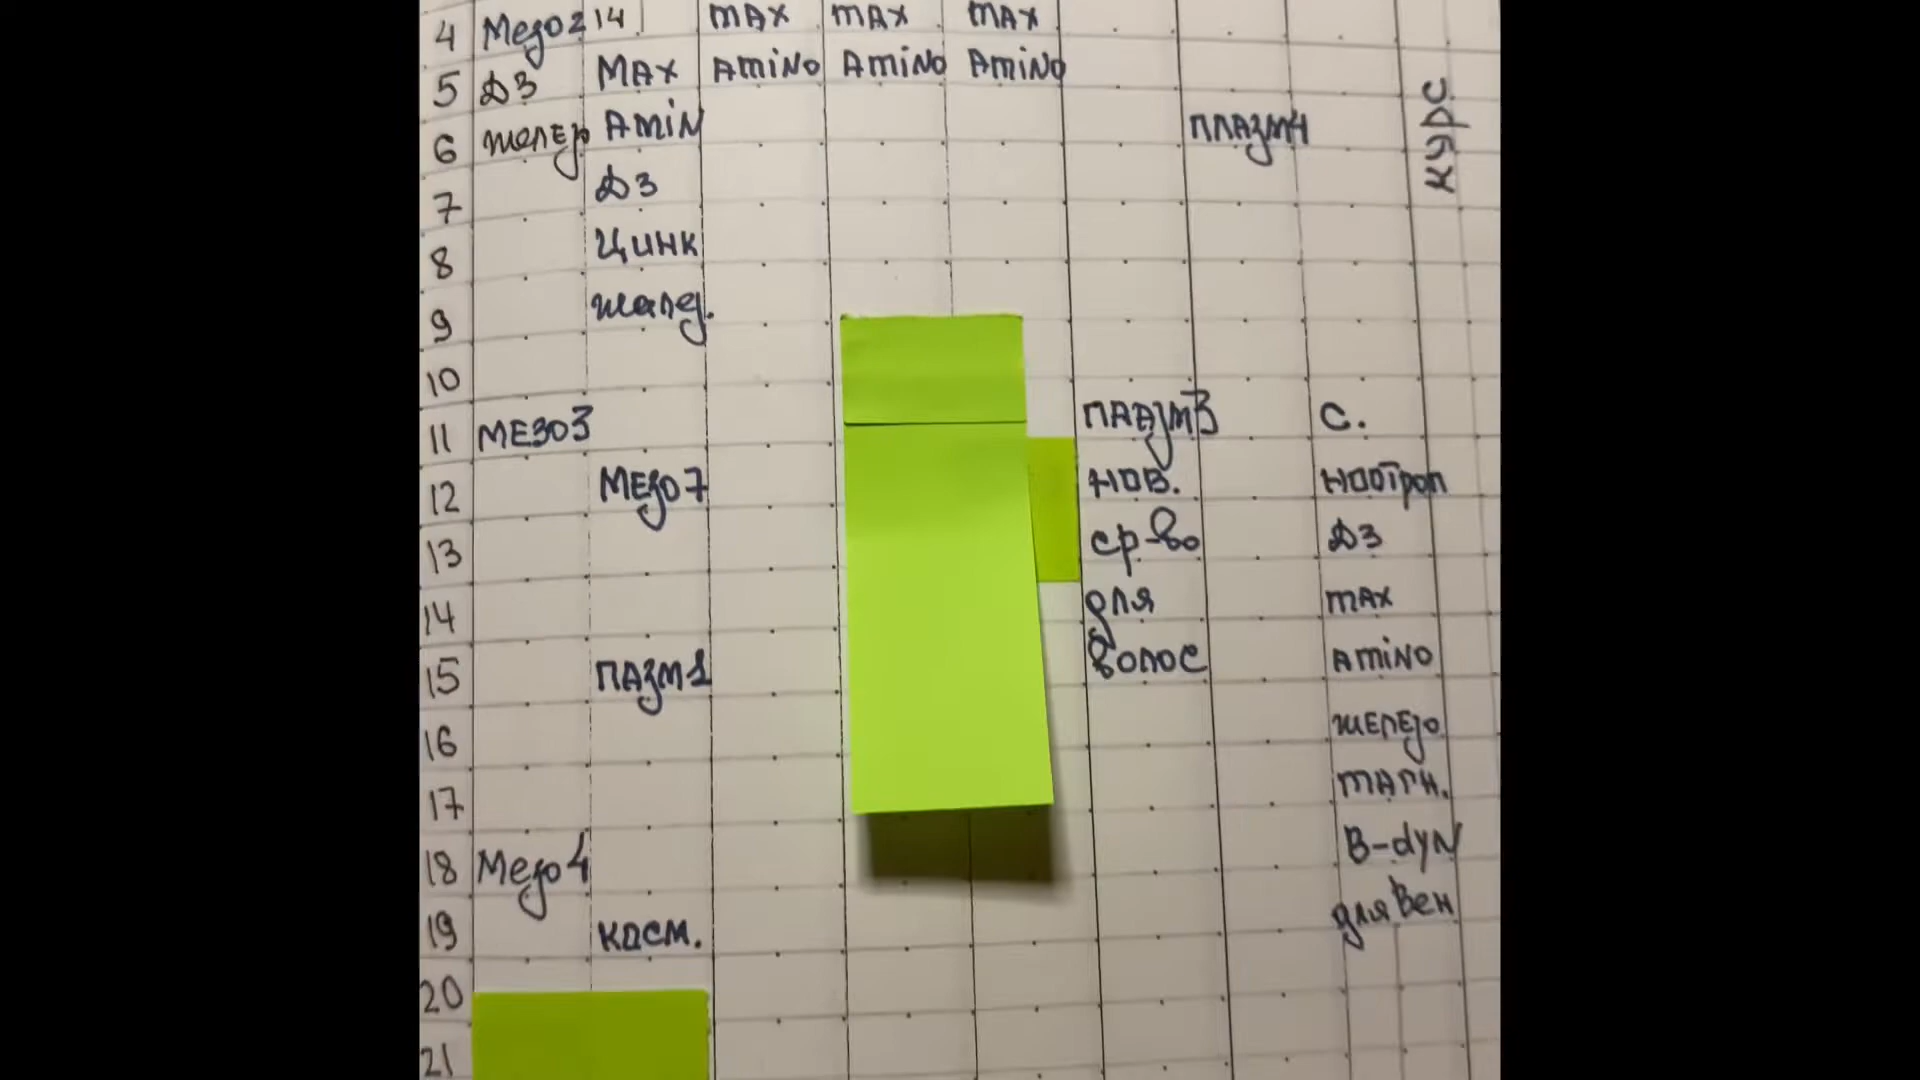 4 Мезо2 14 max max max
5 Д3 MAX AMINO AMINO AMINO
6 железо AMIN ПЛАЗМ4
7 Д3
8 Цинк
9 желез.
10
11 МЕЗО3 ПЛАЗМ3 С.
12 МЕЗО7 НОВ. Ноотроп
13 ср-во Д3
14 для max
15 ПАЗМ1 волос AMINO
16 железо
17 магн.
18 Мезо4 B-dyN
19 косм. для вен
20
21
КУРС